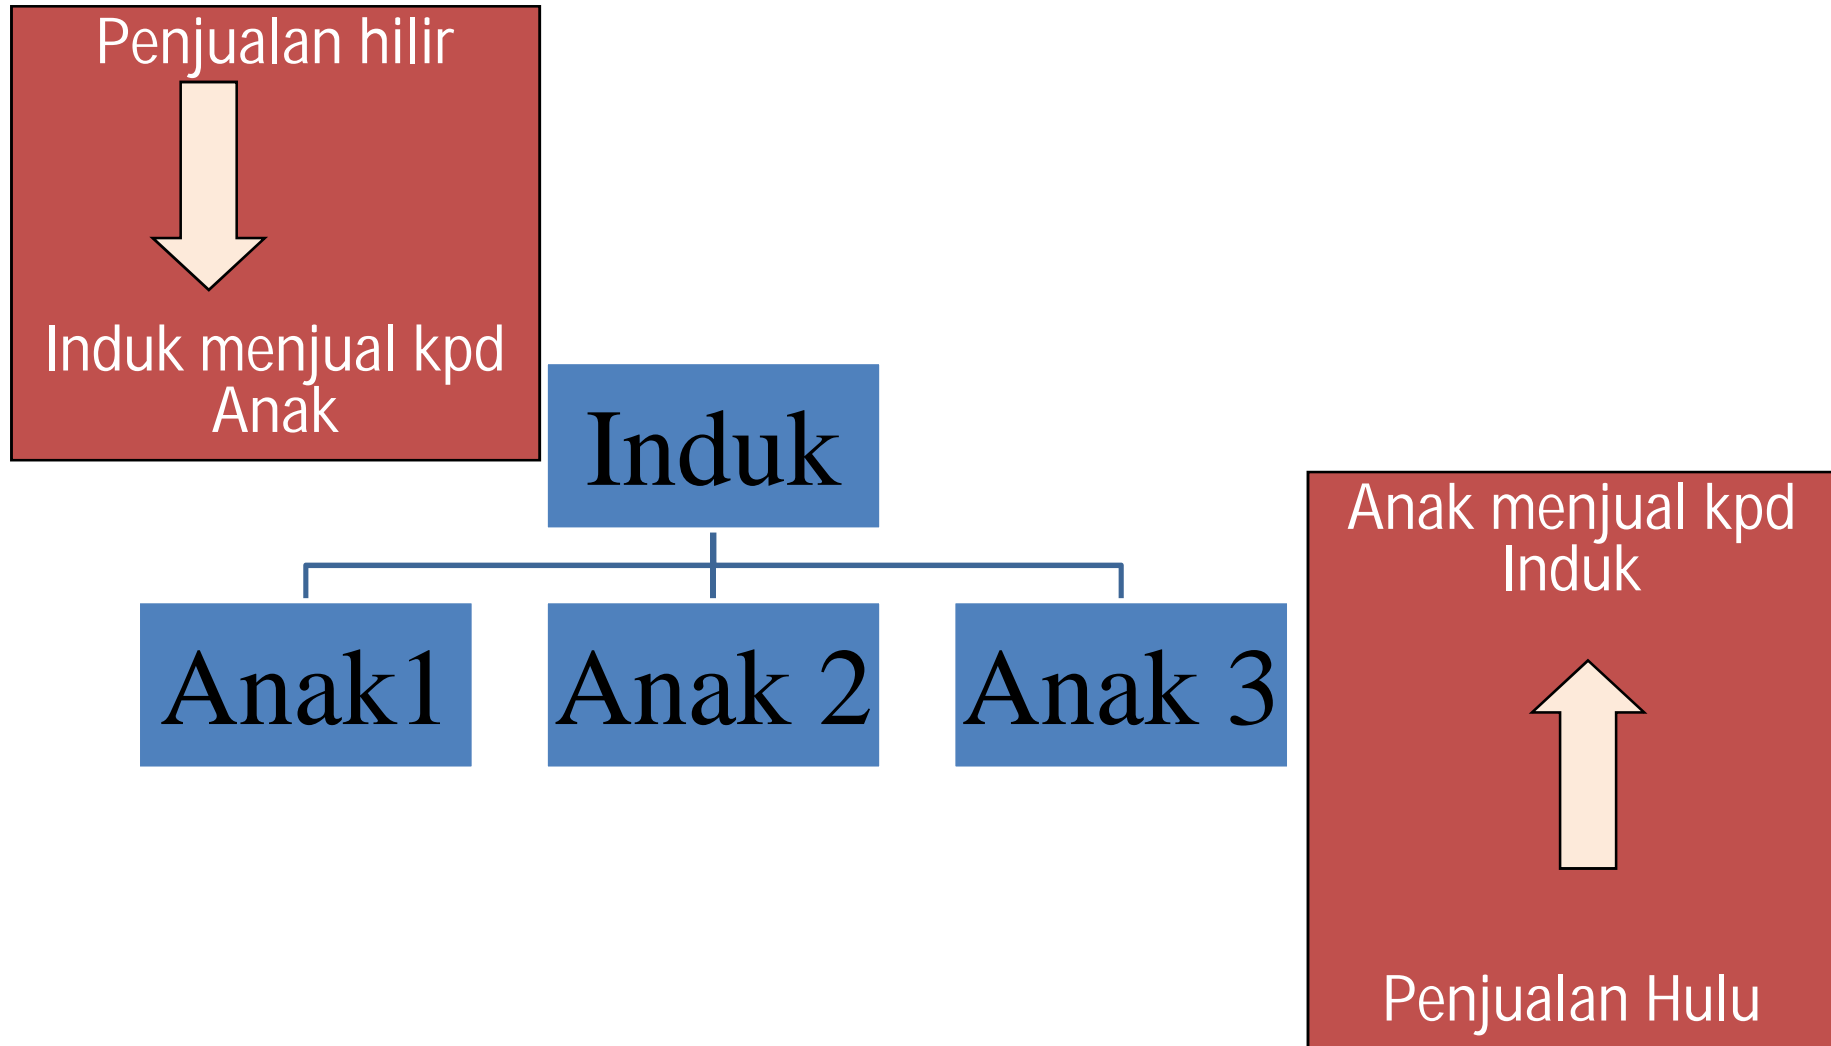 Penjualan hilir
Induk menjual kpd
Anak
Induk
Anak1
Anak 2
Anak 3
Anak menjual kpd
Induk
Penjualan Hulu